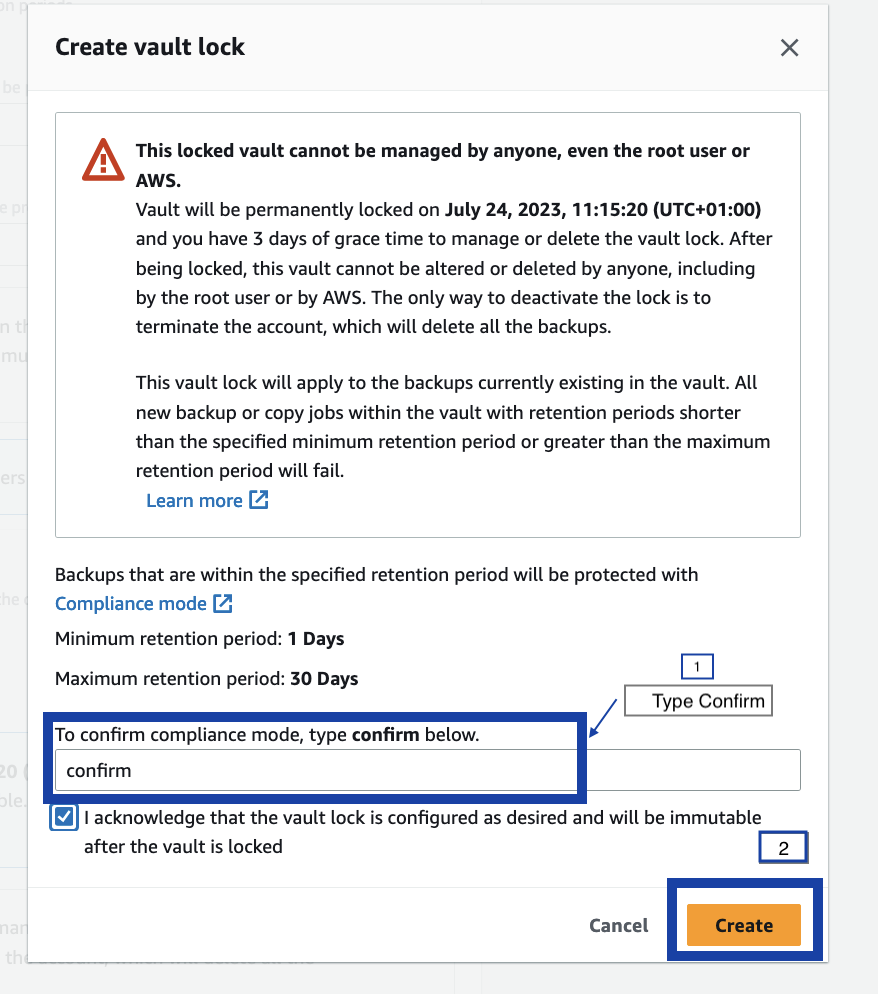 Create vault lock
This locked vault cannot be managed by anyone, even the root user or
AWS.
Vault will be permanently locked on July 24, 2023, 11:15:20 (UTC+01:00)
and you have 3 days of grace time to manage or delete the vault lock. After
being locked, this vault cannot be altered or deleted by anyone, including
by the root user or by AWS. The only way to deactivate the lock is to
terminate the account, which will delete all the backups.
This vault lock will apply to the backups currently existing in the vault. All
new backup or copy jobs within the vault with retention periods shorter
than the specified minimum retention period or greater than the maximum
retention period will fail.
Learn more
Backups that are within the specified retention period will be protected with
Compliance mode
Minimum retention period: 1 Days
1
Maximum retention period: 30 Days
Type Confirm
To confirm compliance mode, type confirm below.
confirm
I acknowledge that the vault lock is configured as desired and will be immutable
after the vault is locked
2
Cancel
Create